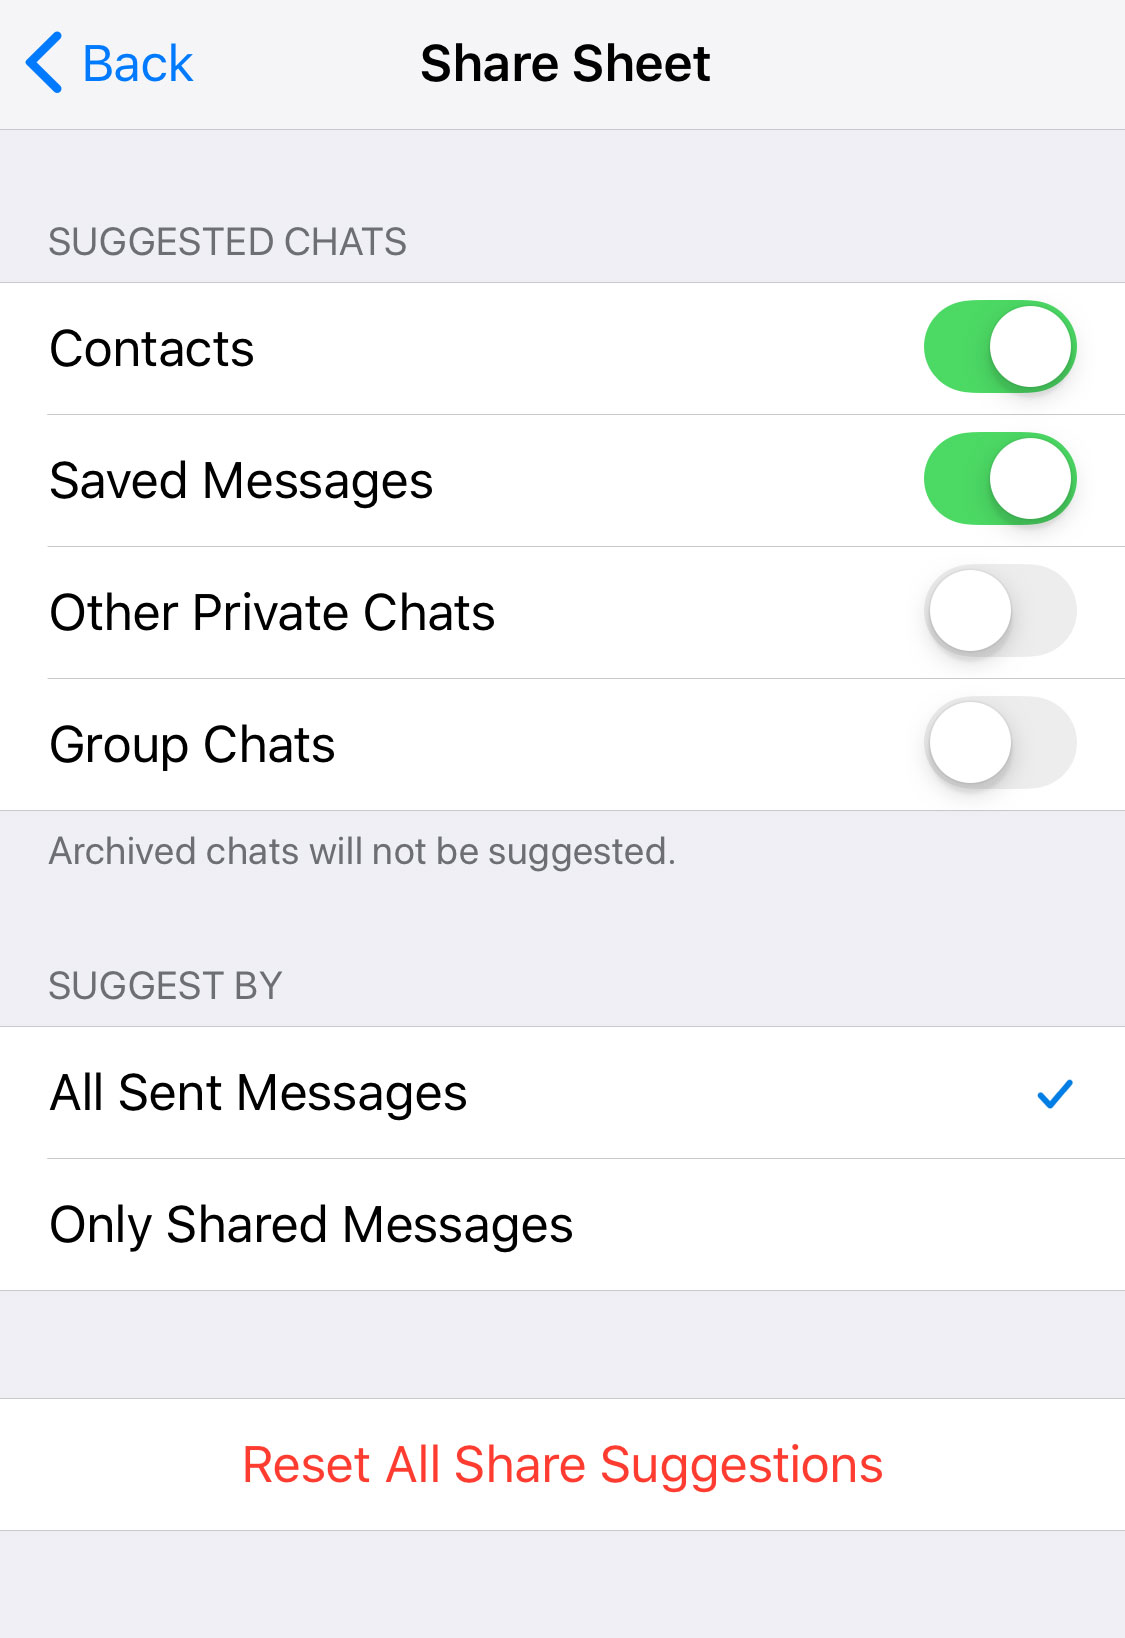 Back
Share Sheet
SUGGESTED CHATS
Contacts
Saved Messages
Other Private Chats
Group Chats
Archived chats will not be suggested.
SUGGEST BY
All Sent Messages
Only Shared Messages
Reset All Share Suggestions